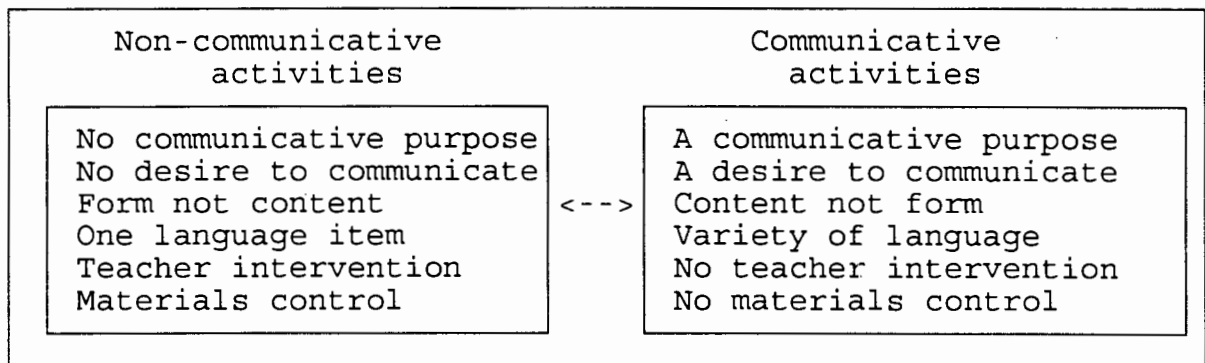 Non-communicative activities
Communicative activities
No communicative purpose
No desire to communicate
Form not content
One language item
Teacher intervention
Materials control
<-->
A communicative purpose
A desire to communicate
Content not form
Variety of language
No teacher intervention
No materials control